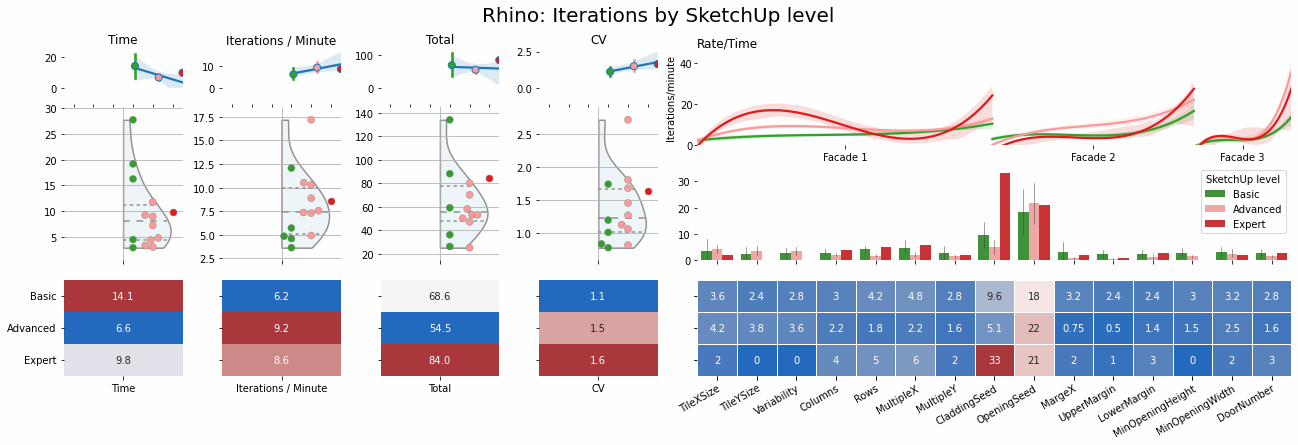 Rhino: Iterations by SketchUp level
Time
Iterations / Minute
Total
CV
Rate/Time
20
0
10
0
100
0
2.5
0.0
40
20
0
Iterations/minute
Facade 1
Facade 2
Facade 3
30
25
20
15
10
5
17.5
15.0
12.5
10.0
7.5
5.0
2.5
140
120
100
80
60
40
20
2.5
2.0
1.5
1.0
30
20
10
0
SketchUp level
Basic
Advanced
Expert
Basic 14.1 6.2 68.6 1.1 3.6 2.4 2.8 3 4.2 4.8 2.8 9.6 18 3.2 2.4 2.4 3 3.2 2.8
Advanced 6.6 9.2 54.5 1.5 4.2 3.8 3.6 2.2 1.8 2.2 1.6 5.1 22 0.75 0.5 1.4 1.5 2.5 1.6
Expert 9.8 8.6 84.0 1.6 2 0 0 4 5 6 2 33 21 2 1 3 0 2 3
Time
Iterations / Minute
Total
CV
TileXSize
TileYSize
Variability
Columns
Rows
MultipleX
MultipleY
CladdingSeed
OpeningSeed
MargeX
UpperMargin
LowerMargin
MinOpeningHeight
MinOpeningWidth
DoorNumber